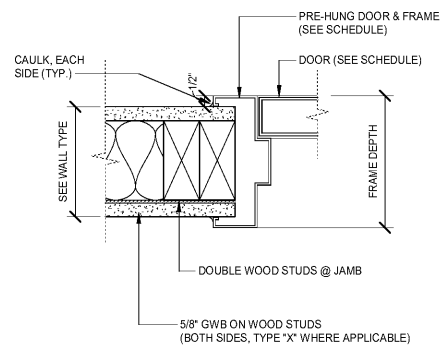 PRE-HUNG DOOR & FRAME
(SEE SCHEDULE)
CAULK, EACH
SIDE (TYP.)
DOOR (SEE SCHEDULE)
1/2"
SEE WALL TYPE
FRAME DEPTH
DOUBLE WOOD STUDS @ JAMB
5/8" GWB ON WOOD STUDS
(BOTH SIDES, TYPE "X" WHERE APPLICABLE)